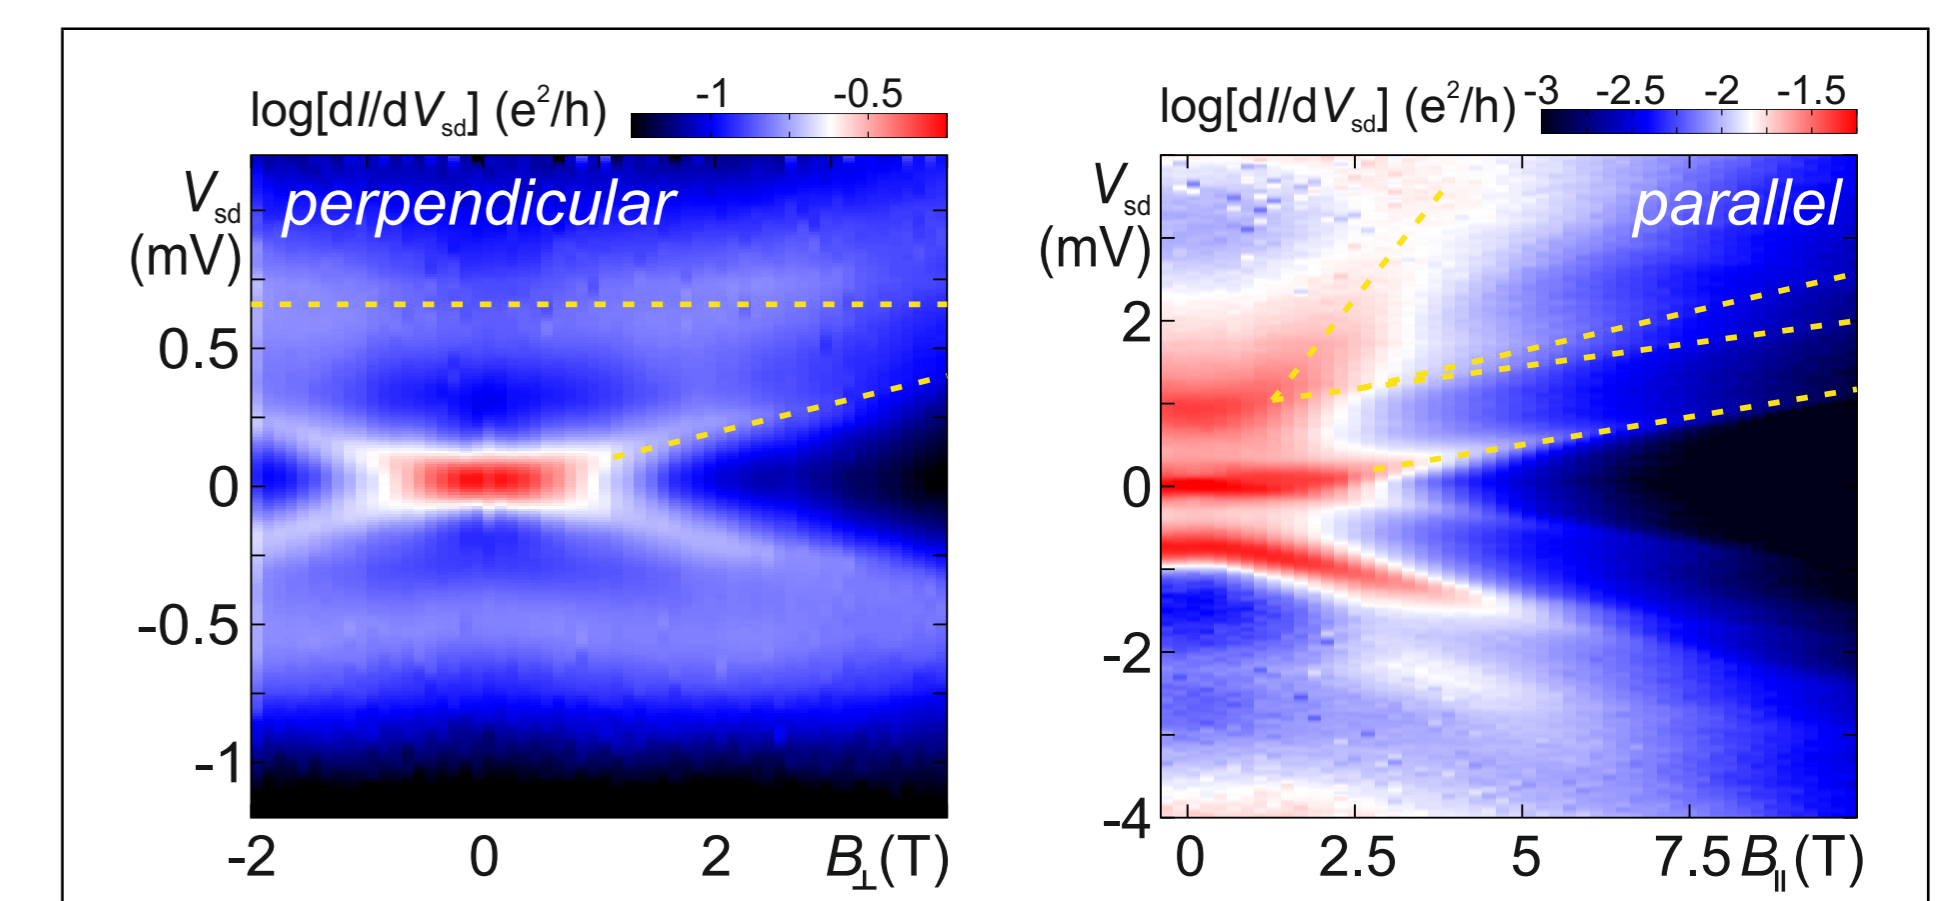 log[dI/dVsd] (e²/h)
-1 -0.5
perpendicular
Vsd
(mV)
0.5
0
-0.5
-1
-2 0 2 B⊥(T)
log[dI/dVsd] (e²/h)
-3 -2.5 -2 -1.5
parallel
Vsd
(mV)
2
0
-2
-4
0 2.5 5 7.5 B∥(T)